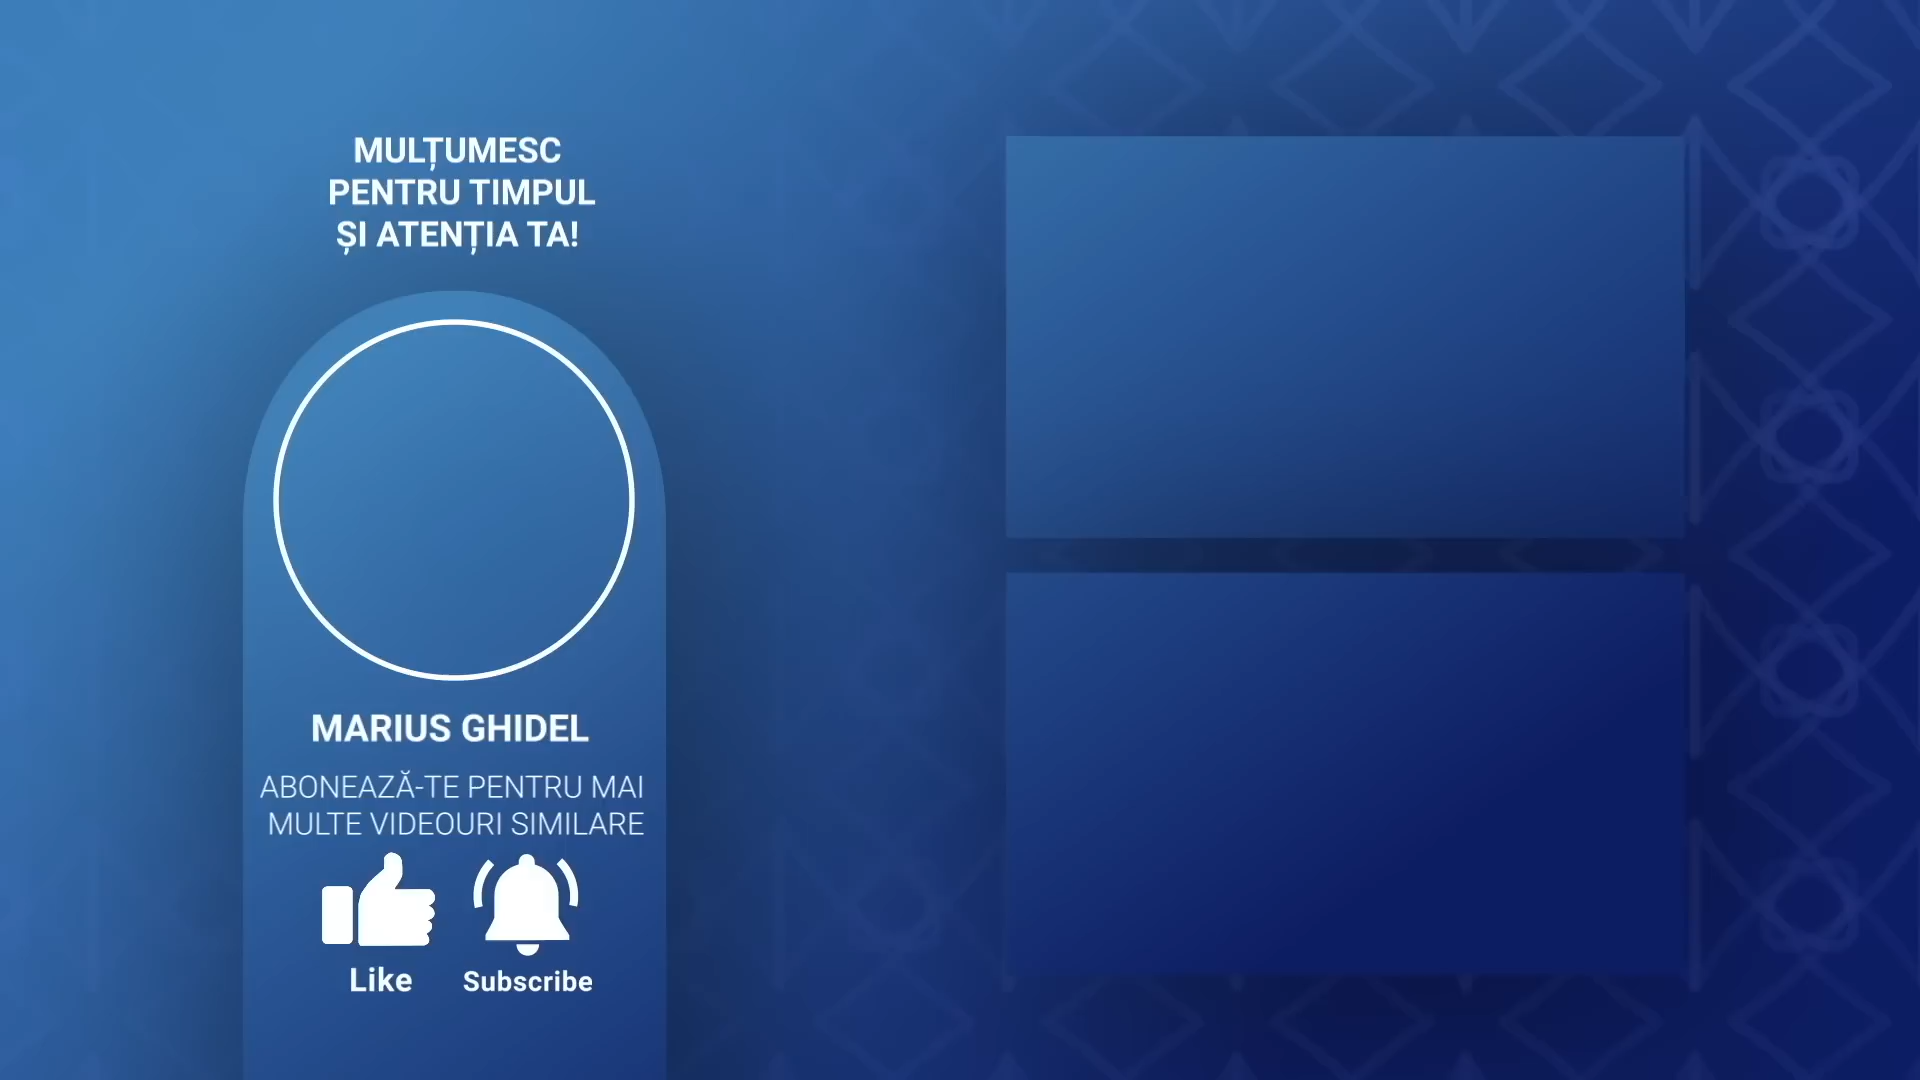 MULȚUMESC
PENTRU TIMPUL
ȘI ATENȚIA TA!
MARIUS GHIDEL
ABONEAZĂ-TE PENTRU MAI
MULTE VIDEOURI SIMILARE
Like
Subscribe